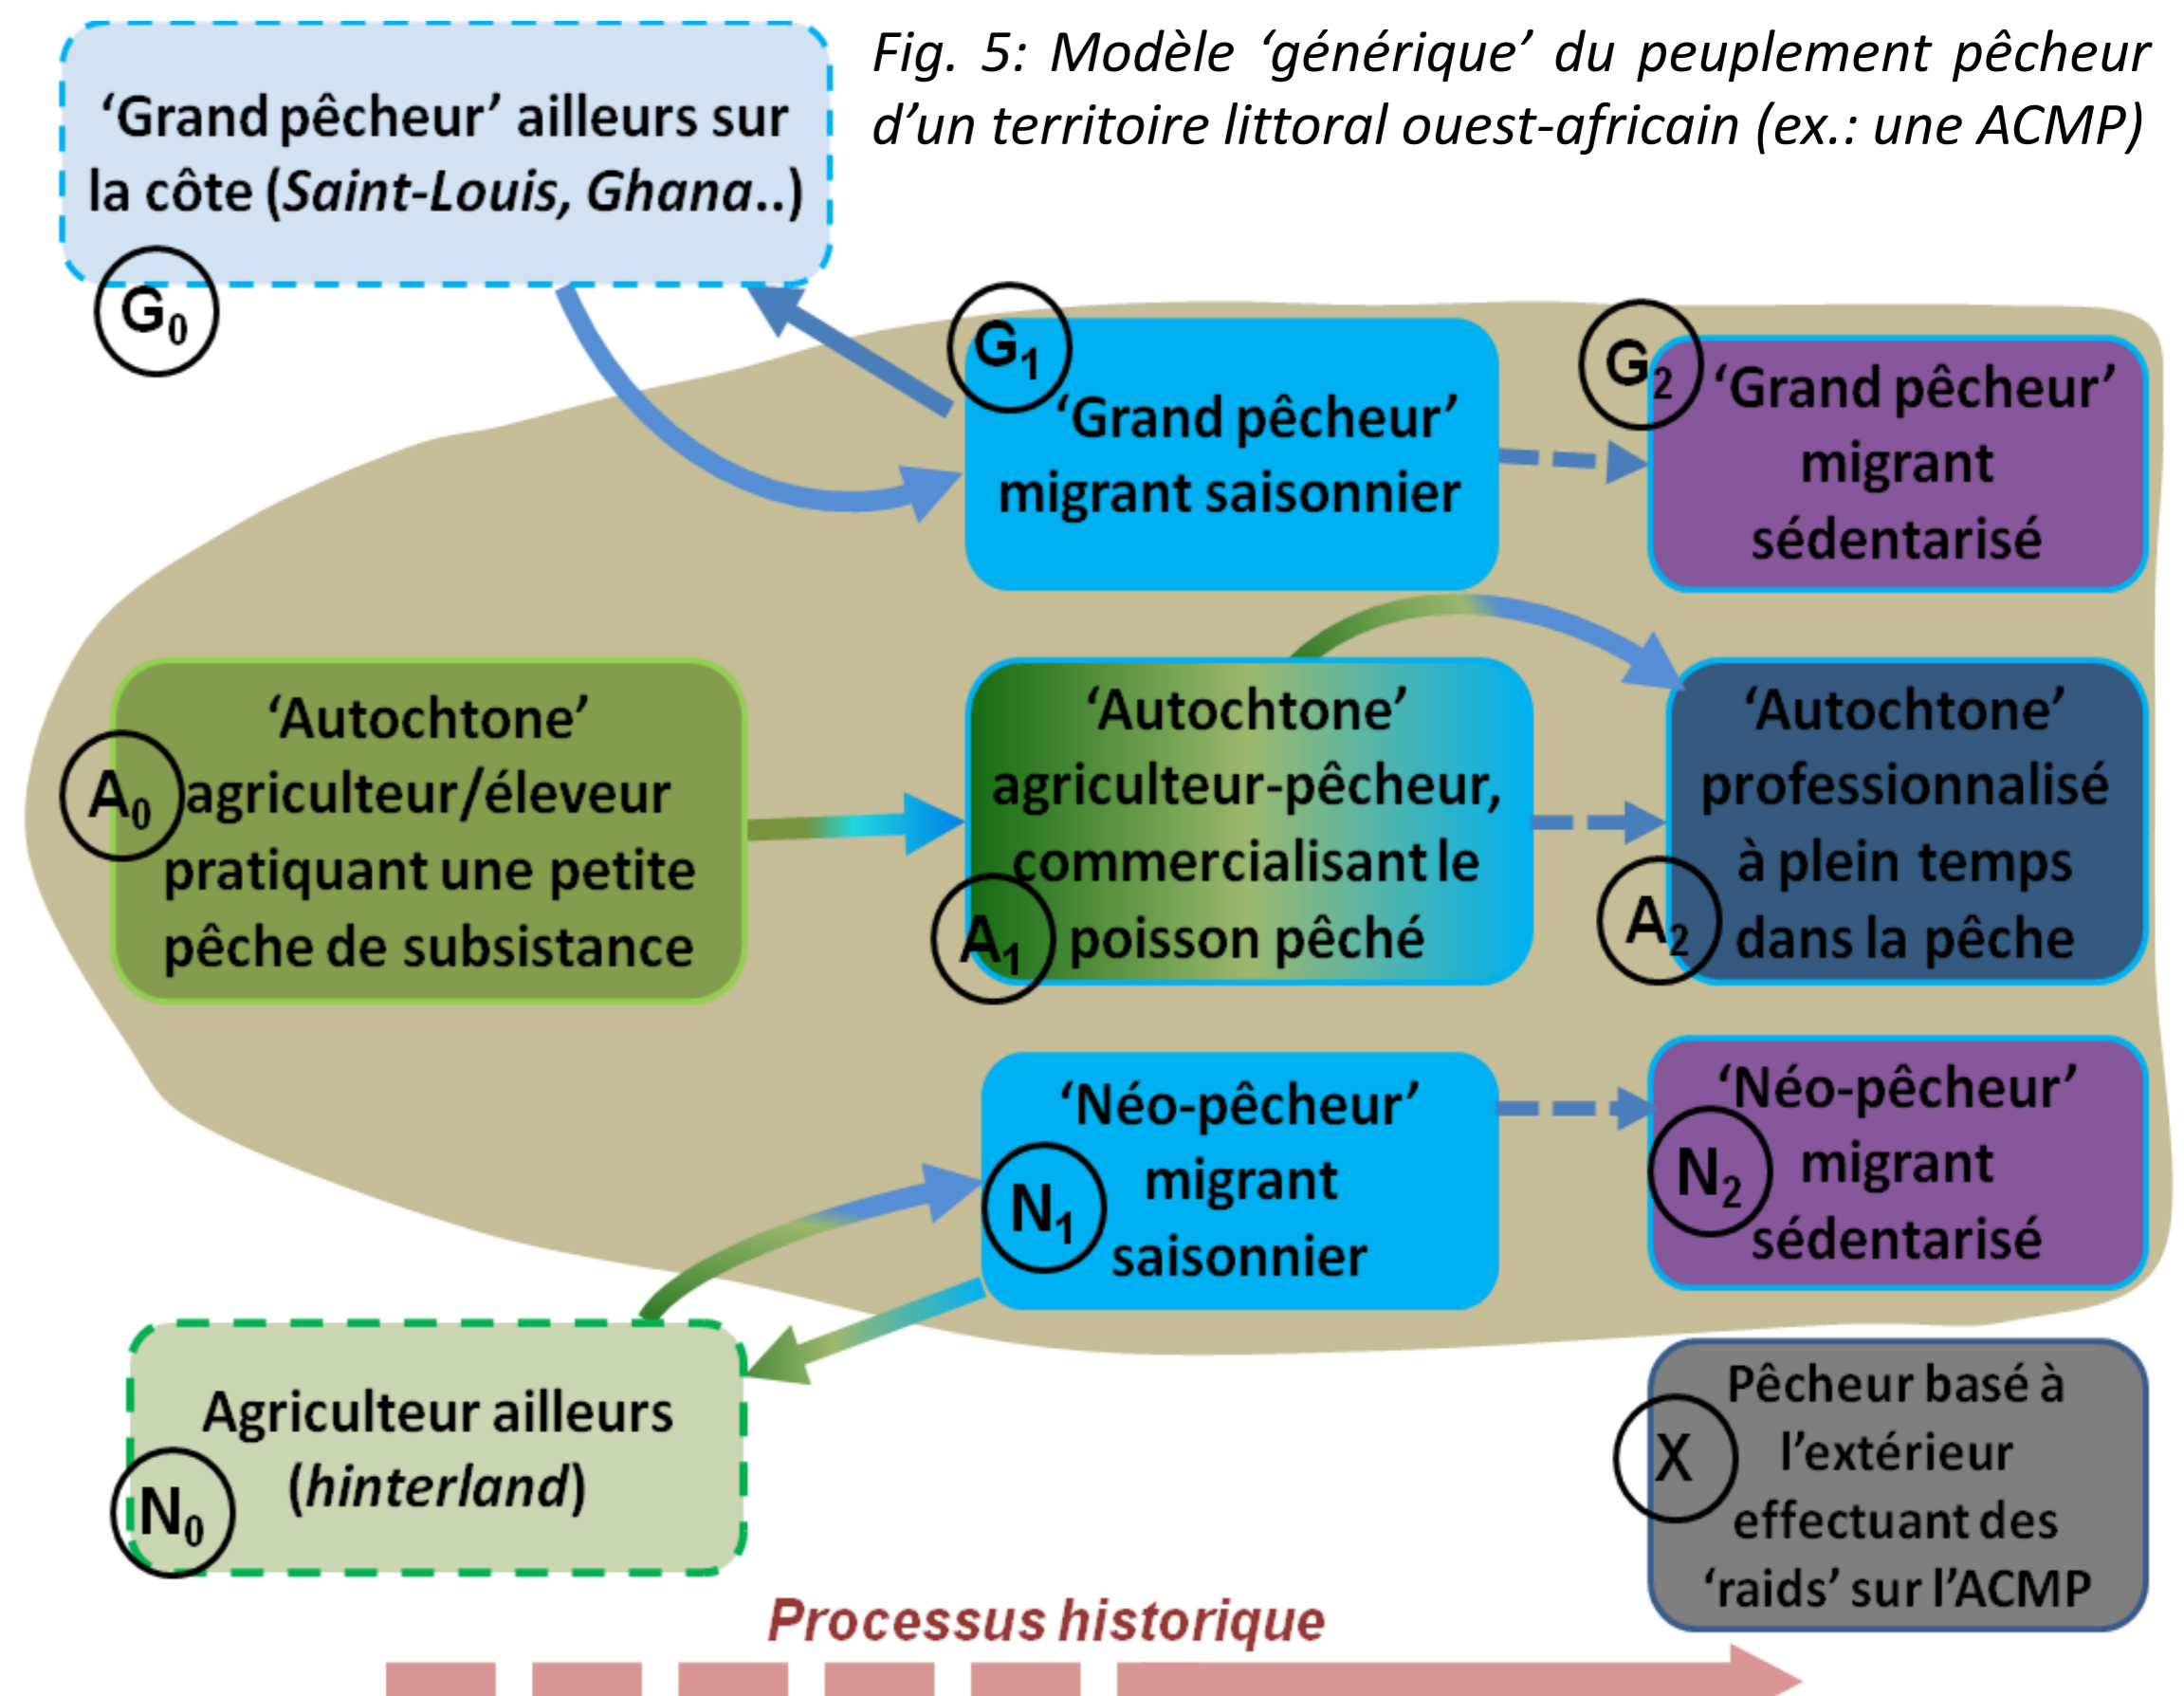 Fig. 5: Modèle ‘générique’ du peuplement pêcheur
d’un territoire littoral ouest-africain (ex.: une ACMP)
‘Grand pêcheur’ ailleurs sur
la côte (Saint-Louis, Ghana..)
G0
G1
‘Grand pêcheur’
migrant saisonnier
G2
‘Grand pêcheur’
migrant
sédentarisé
‘Autochtone’
A0
agriculteur/éleveur
pratiquant une petite
pêche de subsistance
‘Autochtone’
agriculteur-pêcheur,
commercialisant le
poisson pêché
A1
‘Autochtone’
professionnalisé
à plein temps
dans la pêche
A2
‘Néo-pêcheur’
migrant
saisonnier
N1
‘Néo-pêcheur’
migrant
sédentarisé
N2
Agriculteur ailleurs
(hinterland)
N0
Pêcheur basé à
l’extérieur
effectuant des
‘raids’ sur l’ACMP
X
Processus historique